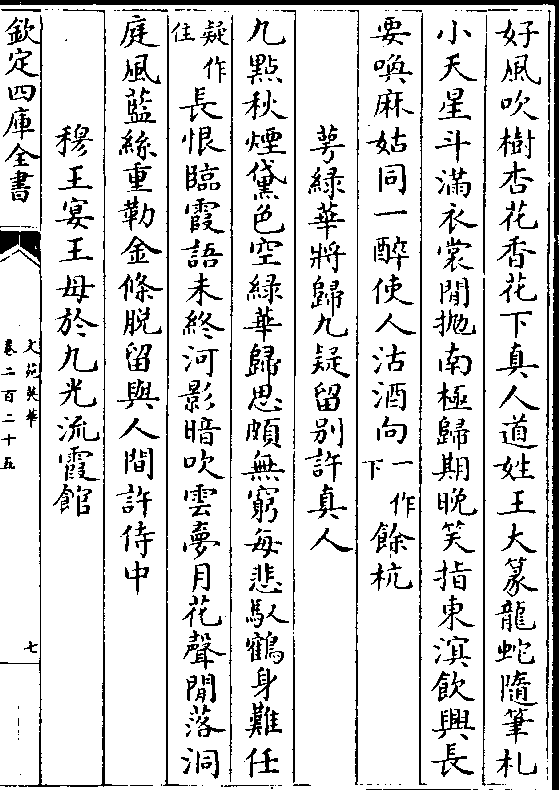 好風吹樹杏花香花下真人道姓王大篆龍蛇隨筆札
小天星斗滿衣裳閒抛南極歸期晚笑指東溟飲興長
要喚麻姑同一醉使人沽酒向一作下餘杭
萼緑華將歸九疑留别許真人
九點秋煙黛色空緑華歸思頗無窮每悲馭鶴身難任
疑作住長恨臨霞語未終河影暗吹雲夢月花聲閒落洞
庭風藍絲重勒金條脱留與人間許侍中
穆王宴王母於九光流霞館
欽定四庫全書
文苑英華
卷二百二十五
七